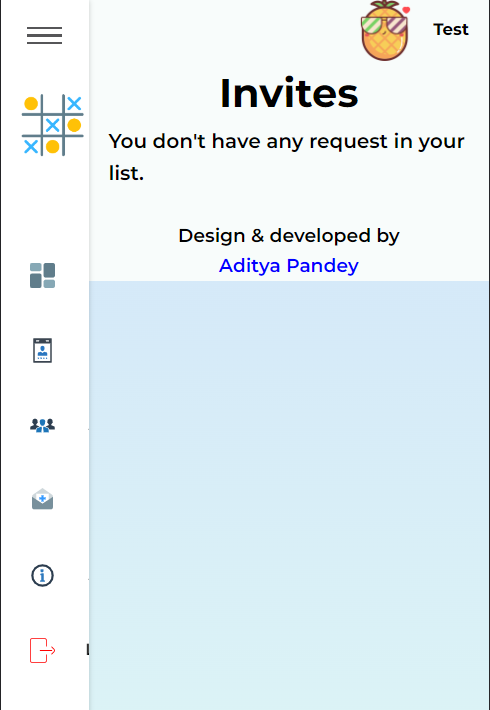 Test
Invites
You don't have any request in your
list.
Design & developed by
Aditya Pandey